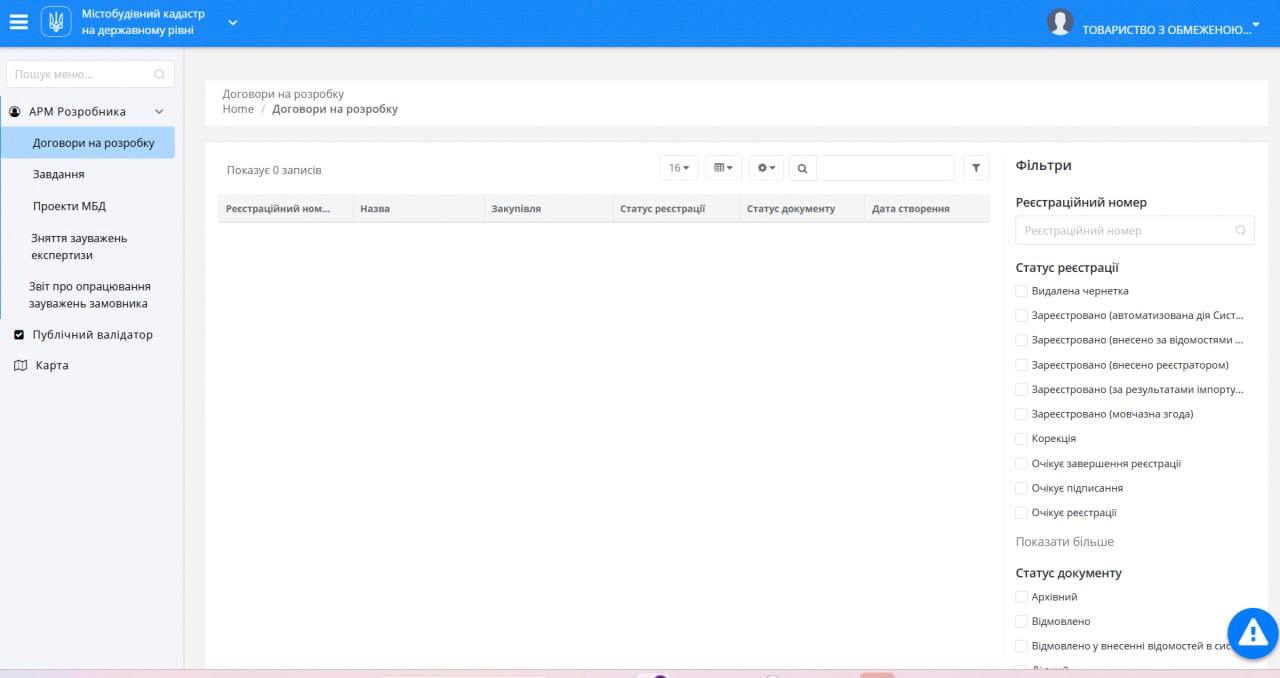 Містобудівний кадастр
на державному рівні
ТОВАРИСТВО З ОБМЕЖЕНОЮ...
Пошук меню...
АРМ Розробника
Договори на розробку
Завдання
Проекти МБД
Зняття зауважень
експертизи
Звіт про опрацювання
зауважень замовника
Публічний валідатор
Карта
Договори на розробку
Home / Договори на розробку
Показує 0 записів
16
Реєстраційний ном...
Назва
Закупівля
Статус реєстрації
Статус документу
Дата створення
Фільтри
Реєстраційний номер
Реєстраційний номер
Статус реєстрації
Видалена чернетка
Зареєстровано (автоматизована дія Сист...
Зареєстровано (внесено за відомостями ...
Зареєстровано (внесено реєстратором)
Зареєстровано (за результатами імпорту...
Зареєстровано (мовчазна згода)
Корекція
Очікує завершення реєстрації
Очікує підписання
Очікує реєстрації
Показати більше
Статус документу
Архівний
Відмовлено
Відмовлено у внесенні відомостей в сис